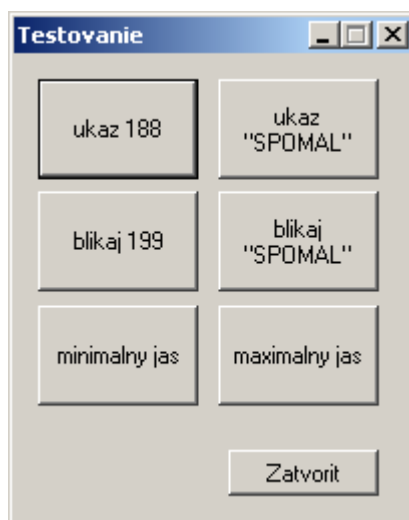 Testovanie
ukaz 188
ukaz
"SPOMAL"
blikaj 199
blikaj
"SPOMAL"
minimalny jas
maximalny jas
Zatvorit